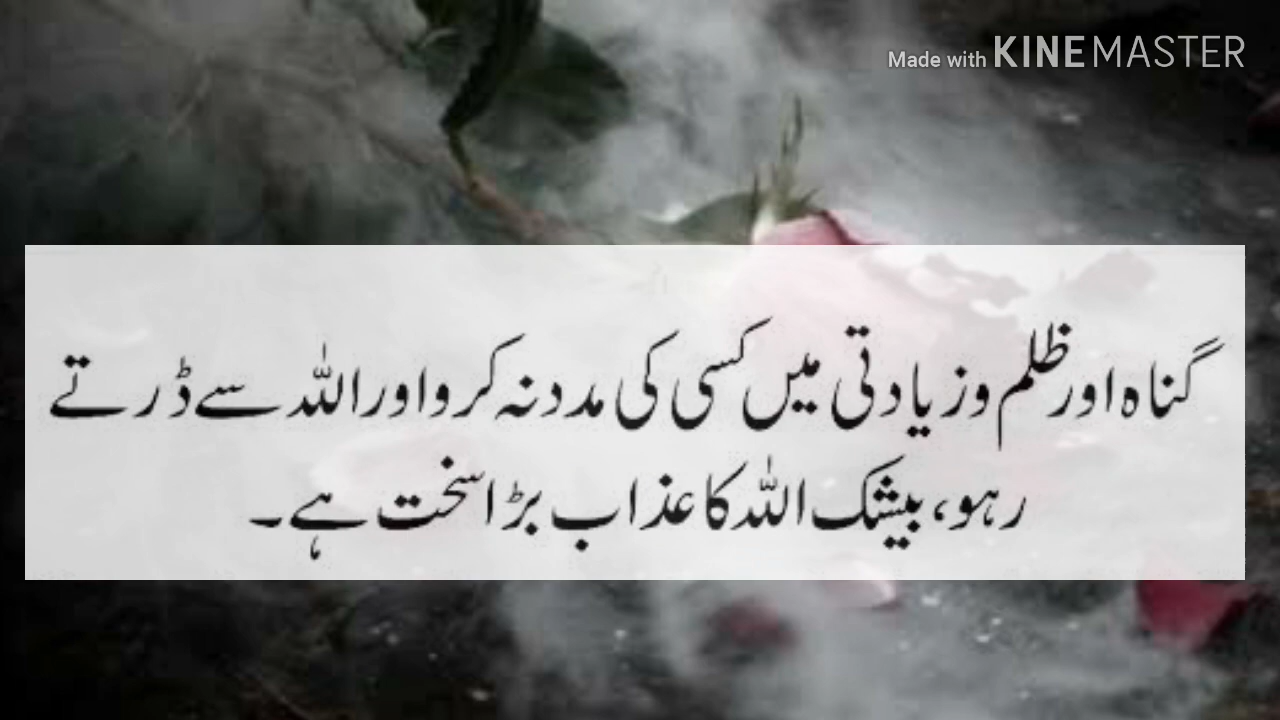 Made with KINEMASTER
گناہ اور ظلم و زیادتی میں کسی کی مدد نہ کرو اور اللہ سے ڈرتے
رہو، بیشک اللہ کا عذاب بڑا سخت ہے۔